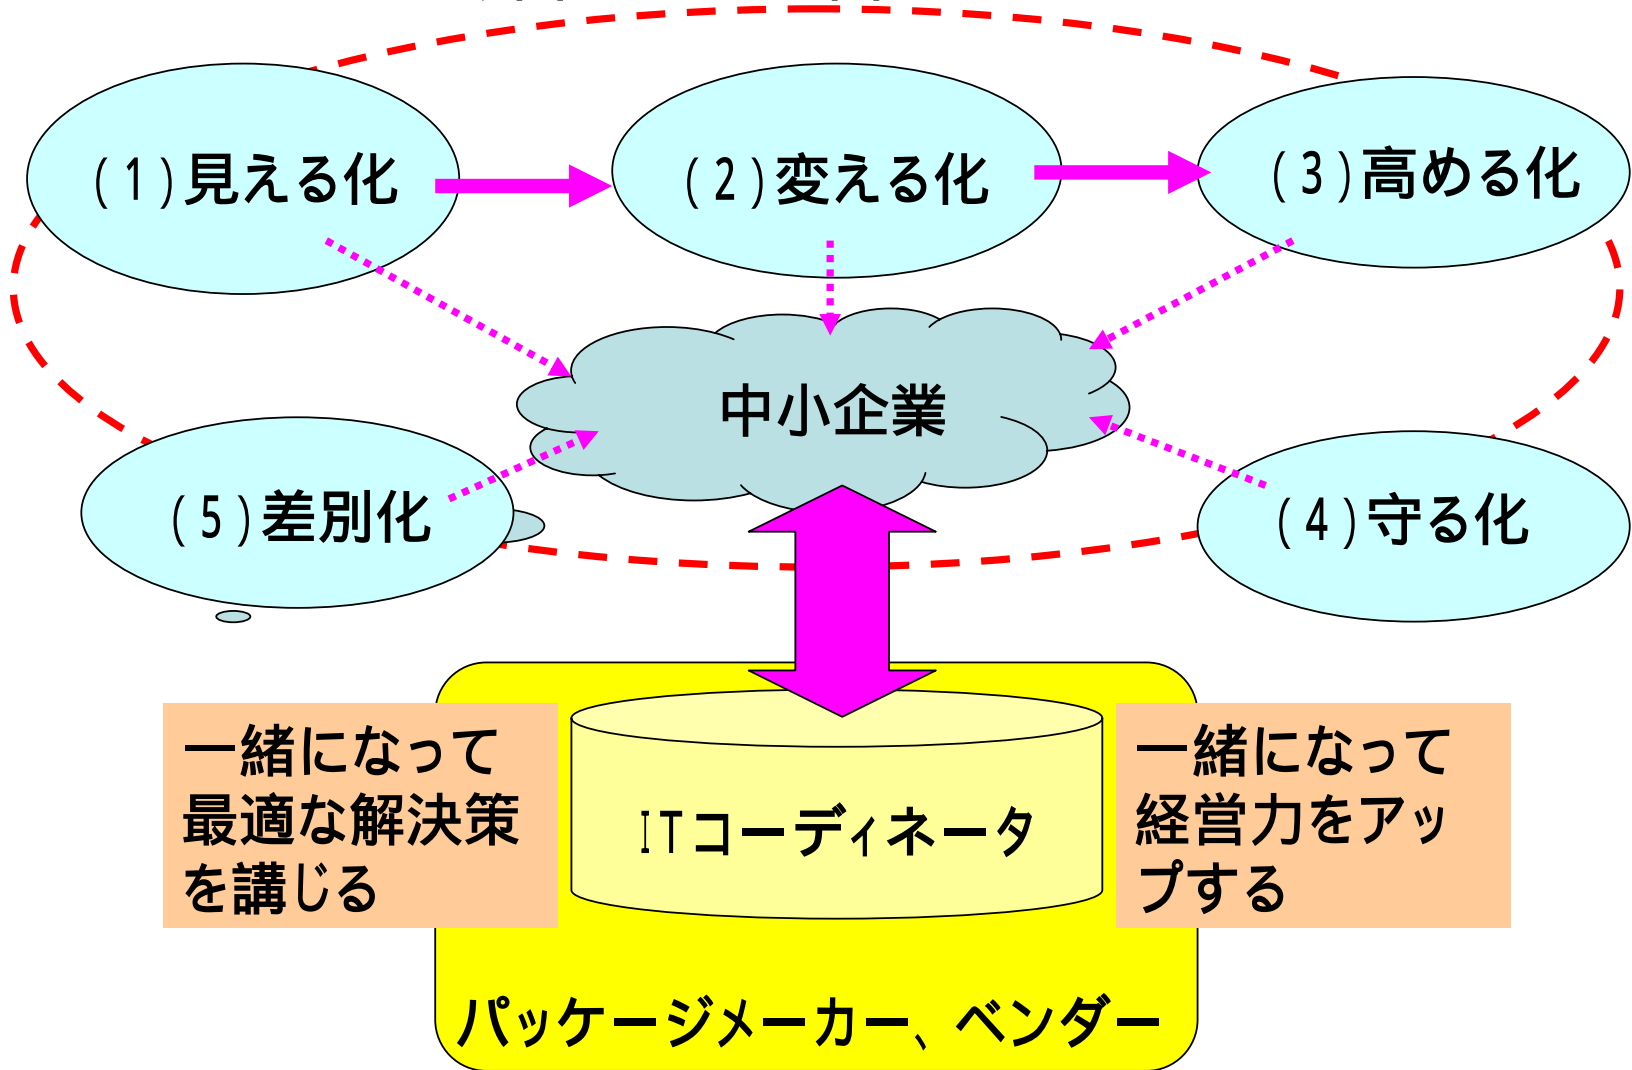 (1)見える化
(2)変える化
(3)高める化
中小企業
(5)差別化
(4)守る化
一緒になって
最適な解決策
を講じる
ITコーディネータ
一緒になって
経営力をアッ
プする
パッケージメーカー、ベンダー